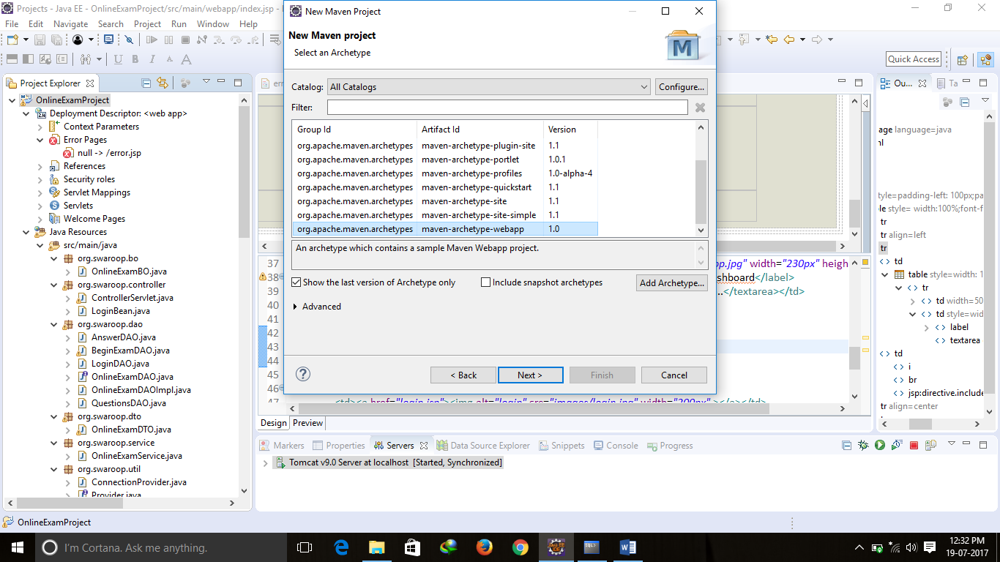 Projects - Java EE - OnlineExamProject/src/main/webapp/index.jsp -
File Edit Navigate Search Project Run Window Help
Quick Access
Project Explorer
OnlineExamProject
Deployment Descriptor: <web app>
Context Parameters
Error Pages
null -> /error.jsp
References
Security roles
Servlet Mappings
Servlets
Welcome Pages
Java Resources
src/main/java
org.swaroop.bo
OnlineExamBO.java
org.swaroop.controller
ControllerServlet.java
LoginBean.java
org.swaroop.dao
AnswerDAO.java
BeginExamDAO.java
LoginDAO.java
OnlineExamDAO.java
OnlineExamDAOImpl.java
QuestionsDAO.java
org.swaroop.dto
OnlineExamDTO.java
org.swaroop.service
OnlineExamService.java
org.swaroop.util
ConnectionProvider.java
Provider.java
New Maven Project
New Maven project
Select an Archetype
M
Catalog: All Catalogs Configure...
Filter:
Group Id Artifact Id Version
org.apache.maven.archetypes maven-archetype-plugin-site 1.1
org.apache.maven.archetypes maven-archetype-portlet 1.0.1
org.apache.maven.archetypes maven-archetype-profiles 1.0-alpha-4
org.apache.maven.archetypes maven-archetype-quickstart 1.1
org.apache.maven.archetypes maven-archetype-site 1.1
org.apache.maven.archetypes maven-archetype-site-simple 1.1
org.apache.maven.archetypes maven-archetype-webapp 1.0
An archetype which contains a sample Maven Webapp project.
Show the last version of Archetype only Include snapshot archetypes Add Archetype...
Advanced
< Back Next > Finish Cancel
37 op.jpg" width="230px" heigh
38 shboard</label>
39 ..</textarea></td>
40
41
42
43
44
45
46
47 <td><a href="login.jsp"><img alt="login" src="images/login.jpg" width="200px" ></a></td>
Design Preview
Ou... Ta
age language=java
ml
tyle=padding-left: 100px;pa
le style= width:100%;font-f
tr
tr align=left
tr
td
table style=width: 1
tr
td width=50
td style=wid
label
textarea
td
i
br
jsp:directive.include
tr align=center
Markers Properties Servers Data Source Explorer Snippets Console Progress
Tomcat v9.0 Server at localhost [Started, Synchronized]
OnlineExamProject
I'm Cortana. Ask me anything.
12:32 PM
19-07-2017